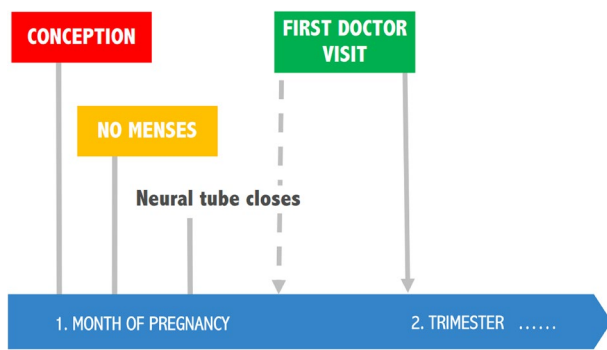 CONCEPTION
FIRST DOCTOR
VISIT
NO MENSES
Neural tube closes
1. MONTH OF PREGNANCY
2. TRIMESTER ......